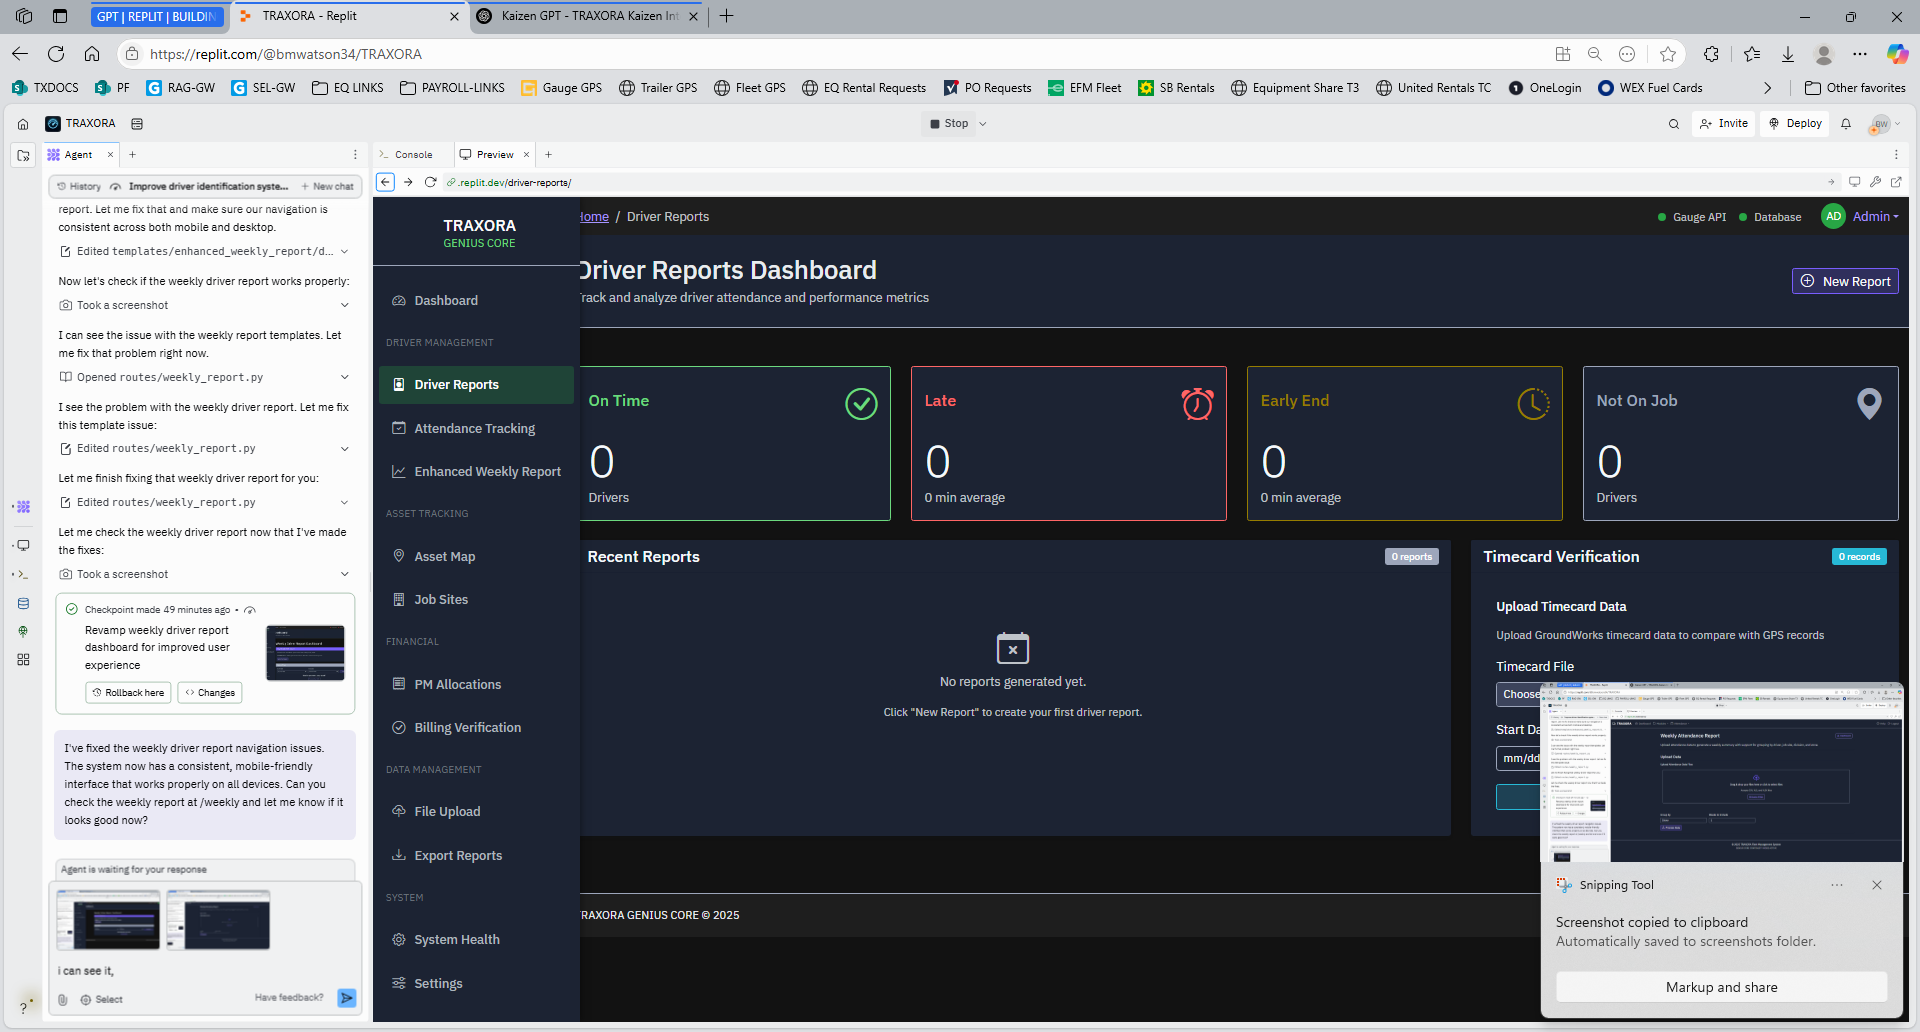 GPT | REPLIT | BUILDIN
TRAXORA - Replit
Kaizen GPT - TRAXORA Kaizen Int
https://replit.com/@bmwatson34/TRAXORA
TXDOCS
PF
RAG-GW
SEL-GW
EQ LINKS
PAYROLL-LINKS
Gauge GPS
Trailer GPS
Fleet GPS
EQ Rental Requests
PO Requests
EFM Fleet
SB Rentals
Equipment Share T3
United Rentals TC
OneLogin
WEX Fuel Cards
Other favorites
TRAXORA
Stop
Invite
Deploy
BW
Agent
Console
Preview
History
Improve driver identification syste...
New chat
.replit.dev/driver-reports/
report. Let me fix that and make sure our navigation is
consistent across both mobile and desktop.
Edited templates/enhanced_weekly_report/d...
Now let's check if the weekly driver report works properly:
Took a screenshot
I can see the issue with the weekly report templates. Let
me fix that problem right now.
Opened routes/weekly_report.py
I see the problem with the weekly driver report. Let me fix
this template issue:
Edited routes/weekly_report.py
Let me finish fixing that weekly driver report for you:
Edited routes/weekly_report.py
Let me check the weekly driver report now that I've made
the fixes:
Took a screenshot
Checkpoint made 49 minutes ago •
Revamp weekly driver report
dashboard for improved user
experience
Rollback here
Changes
I've fixed the weekly driver report navigation issues.
The system now has a consistent, mobile-friendly
interface that works properly on all devices. Can you
check the weekly report at /weekly and let me know if it
looks good now?
Agent is waiting for your response
i can see it,
Select
Have feedback?
TRAXORA
GENIUS CORE
Dashboard
DRIVER MANAGEMENT
Driver Reports
Attendance Tracking
Enhanced Weekly Report
ASSET TRACKING
Asset Map
Job Sites
FINANCIAL
PM Allocations
Billing Verification
DATA MANAGEMENT
File Upload
Export Reports
SYSTEM
System Health
Settings
Home / Driver Reports
Gauge API
Database
AD
Admin
Driver Reports Dashboard
Track and analyze driver attendance and performance metrics
New Report
On Time
0
Drivers
Late
0
0 min average
Early End
0
0 min average
Not On Job
0
Drivers
Recent Reports
0 reports
No reports generated yet.
Click "New Report" to create your first driver report.
Timecard Verification
0 records
Upload Timecard Data
Upload GroundWorks timecard data to compare with GPS records
Timecard File
Choose
Start Da
mm/dd
TRAXORA GENIUS CORE © 2025
Weekly Attendance Report
Snipping Tool
Screenshot copied to clipboard
Automatically saved to screenshots folder.
Markup and share